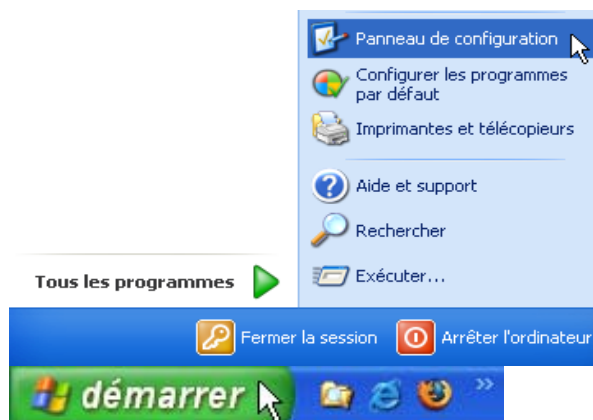 Panneau de configuration
Configurer les programmes
par défaut
Imprimantes et télécopieurs
Aide et support
Rechercher
Tous les programmes
Exécuter...
Fermer la session
Arrêter l'ordinateur
démarrer